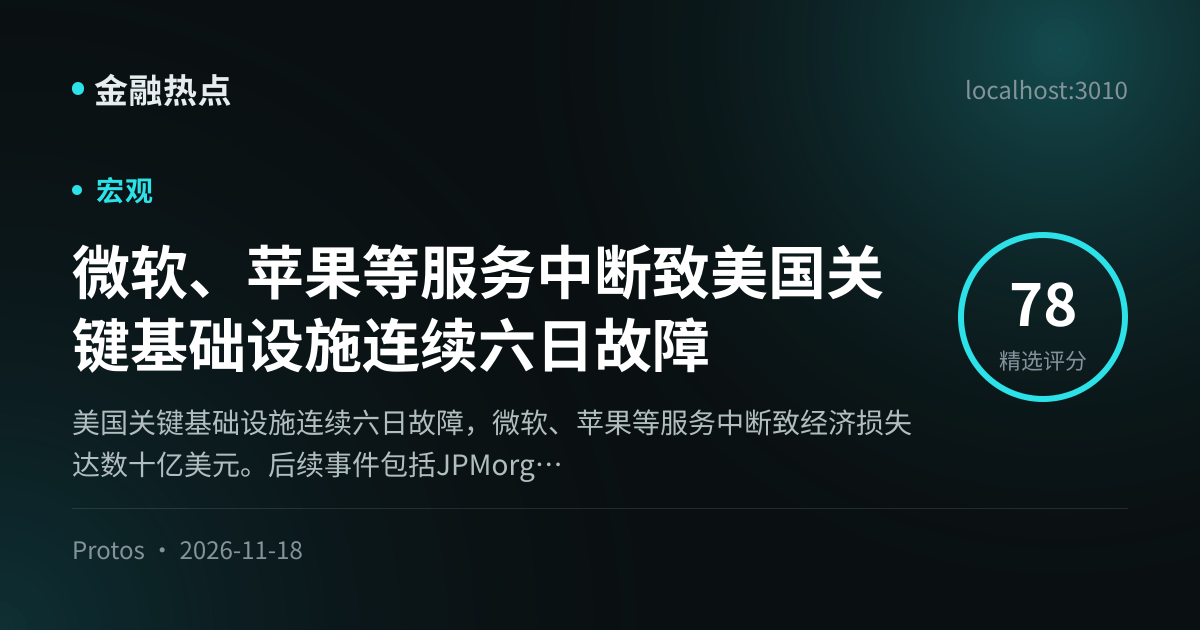 金融热点
localhost:3010
宏观
微软、苹果等服务中断致美国关
键基础设施连续六日故障
78
精选评分
美国关键基础设施连续六日故障，微软、苹果等服务中断致经济损失
达数十亿美元。后续事件包括JPMorg…
Protos • 2026-11-18